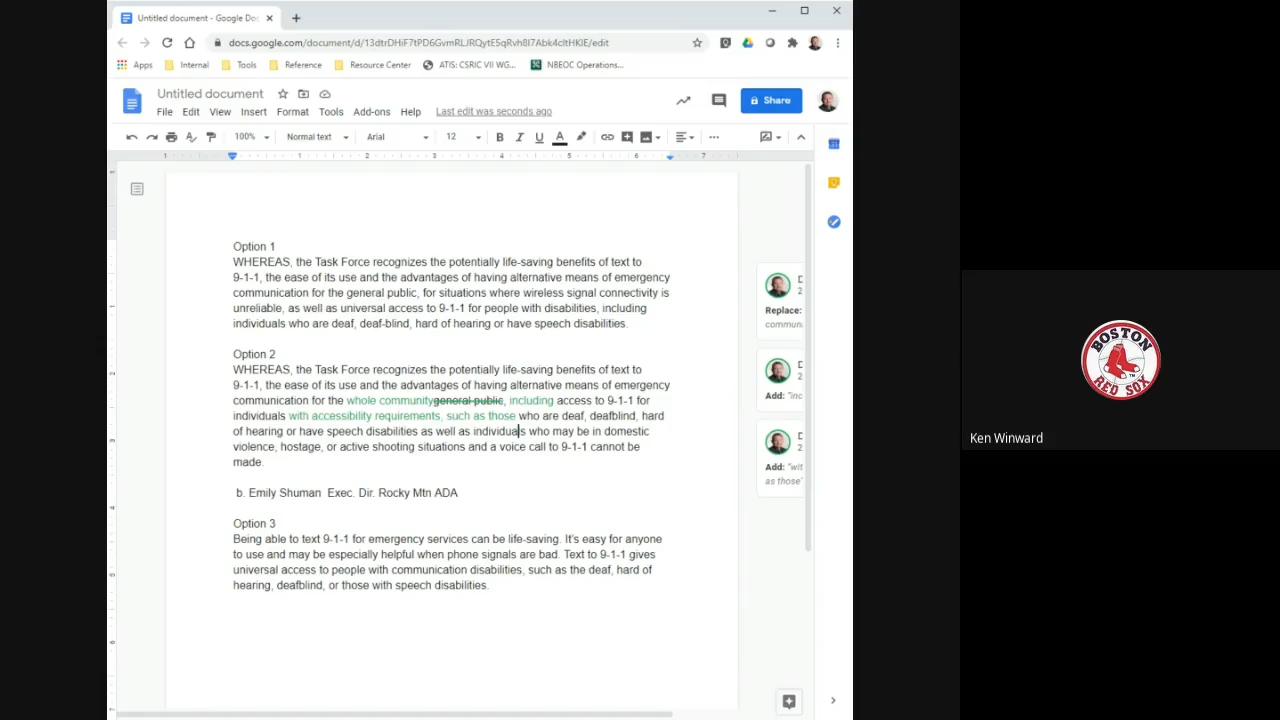 Untitled document - Google Doc
docs.google.com/document/d/13dtrDHiF7tPD6GvmRLJRQytE5qRvh8I7Abk4cltHKIE/edit
Apps Internal Tools Reference Resource Center ATIS: CSRIC VII WG... NBEOC Operations...
Untitled document
File Edit View Insert Format Tools Add-ons Help Last edit was seconds ago
Share
100% Normal text Arial 12 B I U A
1 1 2 3 4 5 6 7
Option 1
WHEREAS, the Task Force recognizes the potentially life-saving benefits of text to
9-1-1, the ease of its use and the advantages of having alternative means of emergency
communication for the general public, for situations where wireless signal connectivity is
unreliable, as well as universal access to 9-1-1 for people with disabilities, including
individuals who are deaf, deaf-blind, hard of hearing or have speech disabilities.
Option 2
WHEREAS, the Task Force recognizes the potentially life-saving benefits of text to
9-1-1, the ease of its use and the advantages of having alternative means of emergency
communication for the whole communitygeneral public, including access to 9-1-1 for
individuals with accessibility requirements, such as those who are deaf, deafblind, hard
of hearing or have speech disabilities as well as individuals who may be in domestic
violence, hostage, or active shooting situations and a voice call to 9-1-1 cannot be
made.
b. Emily Shuman Exec. Dir. Rocky Mtn ADA
Option 3
Being able to text 9-1-1 for emergency services can be life-saving. It's easy for anyone
to use and may be especially helpful when phone signals are bad. Text to 9-1-1 gives
universal access to people with communication disabilities, such as the deaf, hard of
hearing, deafblind, or those with speech disabilities.
D
2
Replace:
commun
D
2
Add: "inc
D
2
Add: "wit
as those"
BOSTON
RED SOX
Ken Winward